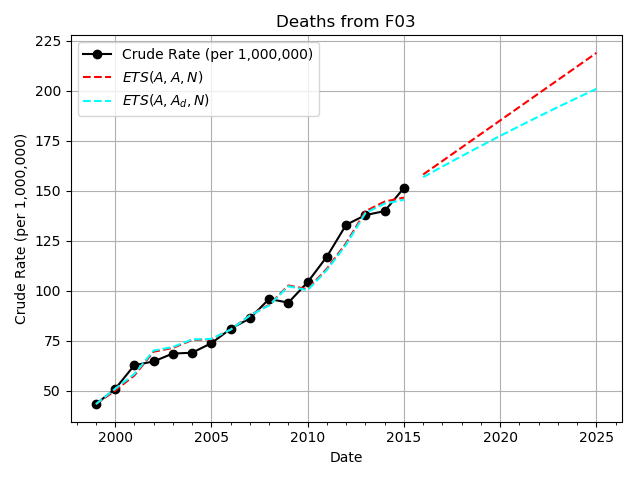 Deaths from F03
225
200
175
150
125
100
75
50
Crude Rate (per 1,000,000)
Crude Rate (per 1,000,000)
ETS(A, A, N)
ETS(A, A_d, N)
2000 2005 2010 2015 2020 2025
Date